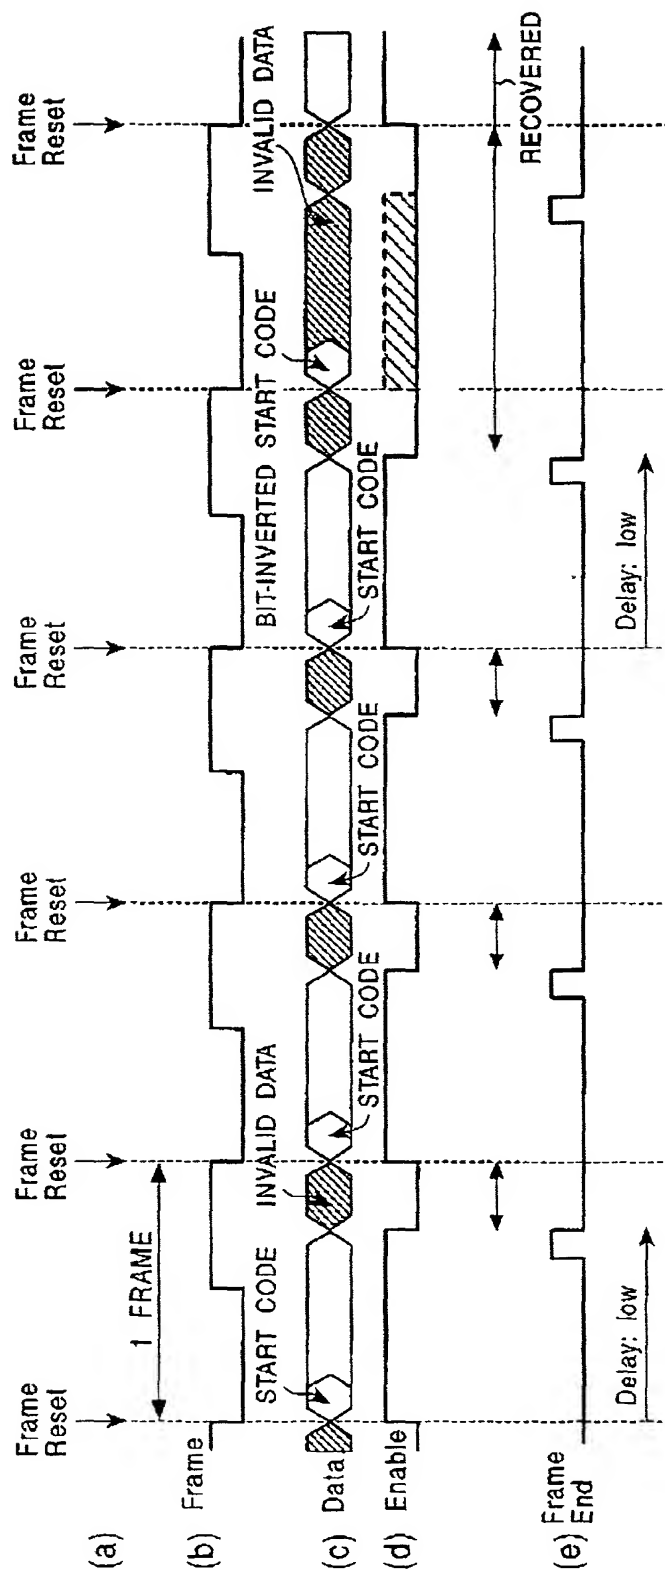 (a)
Frame
Reset
Frame
Reset
Frame
Reset
Frame
Reset
Frame
Reset
Frame
Reset
1 FRAME
(b)
Frame
START CODE
INVALID DATA
BIT-INVERTED START CODE
INVALID DATA
(c)
Data
START CODE
START CODE
START CODE
(d)
Enable
RECOVERED
(e)
Frame
End
Delay: low
Delay: low